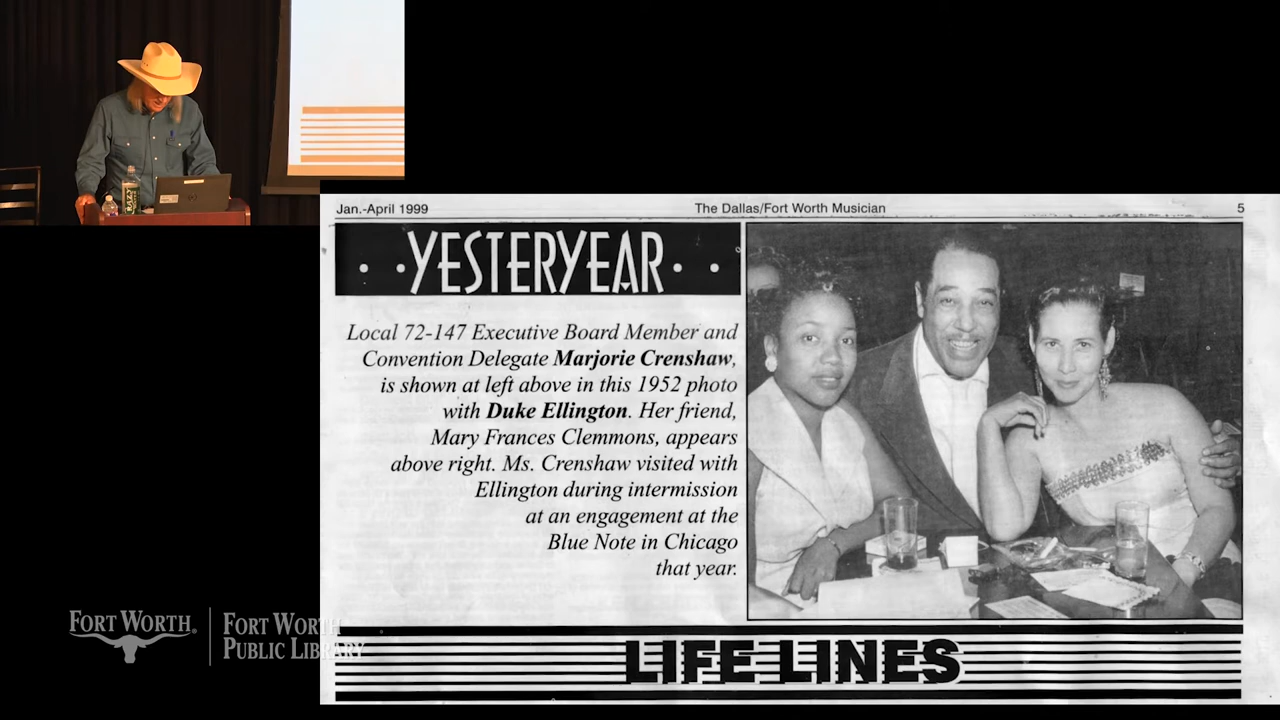 Jan.-April 1999
The Dallas/Fort Worth Musician
5
· ·YESTERYEAR· ·
Local 72-147 Executive Board Member and
Convention Delegate Marjorie Crenshaw,
is shown at left above in this 1952 photo
with Duke Ellington. Her friend,
Mary Frances Clemmons, appears
above right. Ms. Crenshaw visited with
Ellington during intermission
at an engagement at the
Blue Note in Chicago
that year.
LIFE LINES
FORT WORTH®
FORT WORTH
PUBLIC LIBRARY